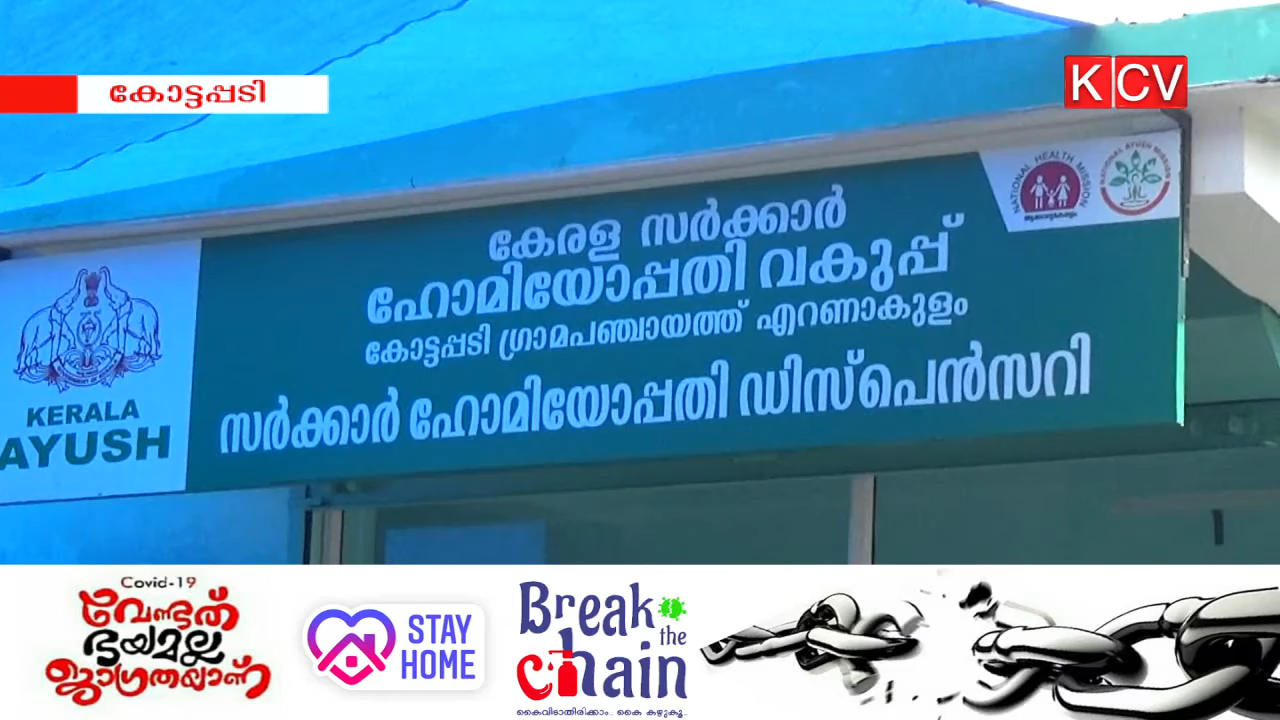 കോട്ടപ്പടി
KCV
NATIONAL HEALTH MISSION
NATIONAL AYUSH MISSION
കേരള സർക്കാർ
ഹോമിയോപ്പതി വകുപ്പ്
കോട്ടപ്പടി ഗ്രാമപഞ്ചായത്ത് എറണാകുളം
സർക്കാർ ഹോമിയോപ്പതി ഡിസ്പെൻസറി
KERALA
AYUSH
Covid-19
വേണ്ടത്
ഭയമല്ല
ജാഗ്രതയാണ്
STAY
HOME
Break
the
chain
കൈവിടാതിരിക്കാം.. കൈ കഴുകൂ..